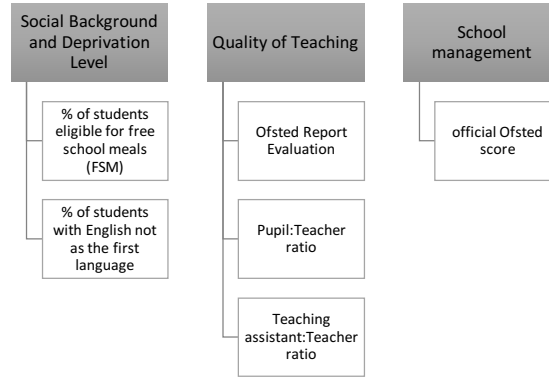 Social Background
and Deprivation
Level
% of students
eligible for free
school meals
(FSM)
% of students
with English not
as the first
language
Quality of Teaching
Ofsted Report
Evaluation
Pupil:Teacher
ratio
Teaching
assistant:Teacher
ratio
School
management
official Ofsted
score